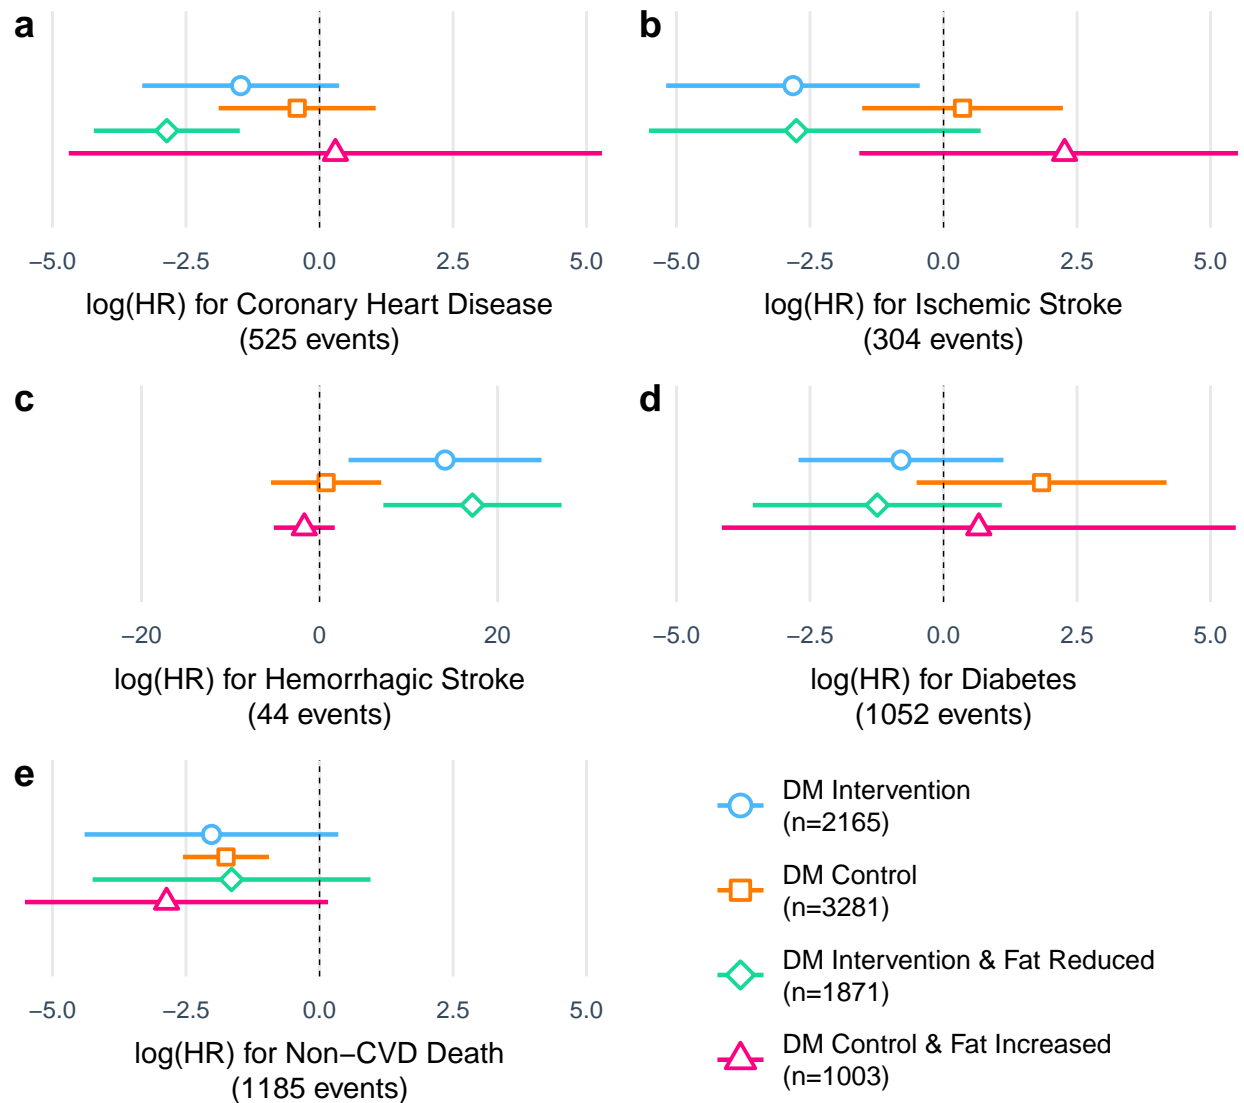 a
−5.0 −2.5 0.0 2.5 5.0
log(HR) for Coronary Heart Disease
(525 events)
b
−5.0 −2.5 0.0 2.5 5.0
log(HR) for Ischemic Stroke
(304 events)
c
−20 0 20
log(HR) for Hemorrhagic Stroke
(44 events)
d
−5.0 −2.5 0.0 2.5 5.0
log(HR) for Diabetes
(1052 events)
e
−5.0 −2.5 0.0 2.5 5.0
log(HR) for Non−CVD Death
(1185 events)
DM Intervention
(n=2165)
DM Control
(n=3281)
DM Intervention & Fat Reduced
(n=1871)
DM Control & Fat Increased
(n=1003)